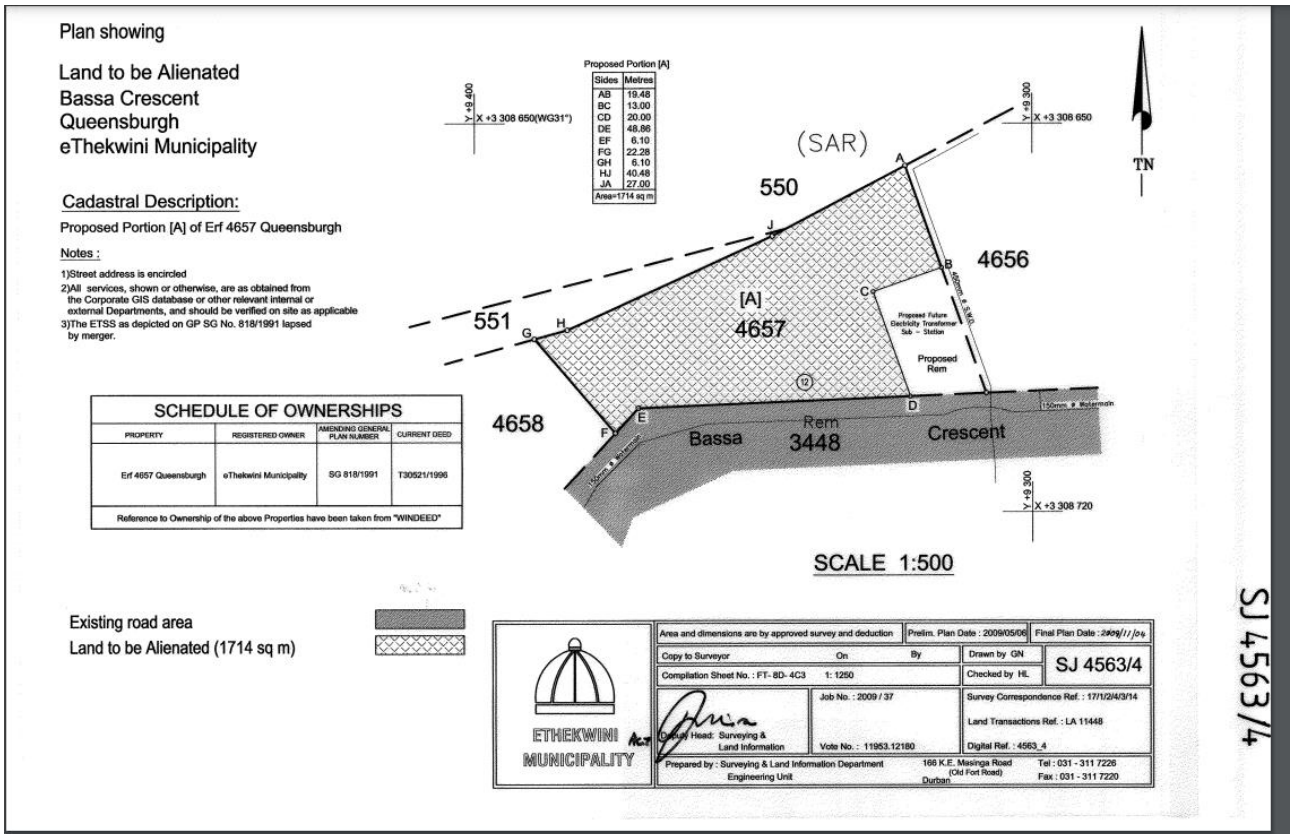 Plan showing
Land to be Alienated
Bassa Crescent
Queensburgh
eThekwini Municipality
Cadastral Description:
Proposed Portion [A] of Erf 4657 Queensburgh
Notes :
1)Street address is encircled
2)All services, shown or otherwise, are as obtained from
the Corporate GIS database or other relevant internal or
external Departments, and should be verified on site as applicable
3)The ETSS as depicted on GP SG No. 818/1991 lapsed
by merger.
Proposed Portion [A]
Sides Metres
AB 19.48
BC 13.00
CD 20.00
DE 48.86
EF 6.10
FG 22.28
GH 6.10
HJ 40.48
JA 27.00
Area=1714 sq m
Y +9 400
X +3 308 650(WG31°)
Y +9 300
X +3 308 650
TN
(SAR)
550
A
J
4656
B
C
[A]
4657
551
H
G
450mm ø S.W.D.
Proposed Future
Electricity Transformer
Sub - Station
Proposed
Rem
12
D
E
F
4658
150mm ø Watermain
150mm ø Watermain
Rem
Bassa 3448 Crescent
Y +9 300
X +3 308 720
SCALE 1:500
SCHEDULE OF OWNERSHIPS
PROPERTY REGISTERED OWNER AMENDING GENERAL PLAN NUMBER CURRENT DEED
Erf 4657 Queensburgh eThekwini Municipality SG 818/1991 T30521/1996
Reference to Ownership of the above Properties have been taken from "WINDEED"
Existing road area
Land to be Alienated (1714 sq m)
ETHEKWINI
MUNICIPALITY
Area and dimensions are by approved survey and deduction Prelim. Plan Date : 2009/05/06 Final Plan Date : 2009/11/04
Copy to Surveyor On By Drawn by GN
SJ 4563/4
Compilation Sheet No. : FT- 8D- 4C3 1: 1250 Checked by HL
Job No. : 2009 / 37 Survey Correspondence Ref. : 17/1/2/4/3/14
Land Transactions Ref. : LA 11448
Deputy Head: Surveying &
Land Information Vote No. : 11953.12180 Digital Ref. : 4563_4
Prepared by : Surveying & Land Information Department
Engineering Unit
166 K.E. Masinga Road
(Old Fort Road)
Durban
Tel : 031 - 311 7226
Fax : 031 - 311 7220
SJ 4563/4